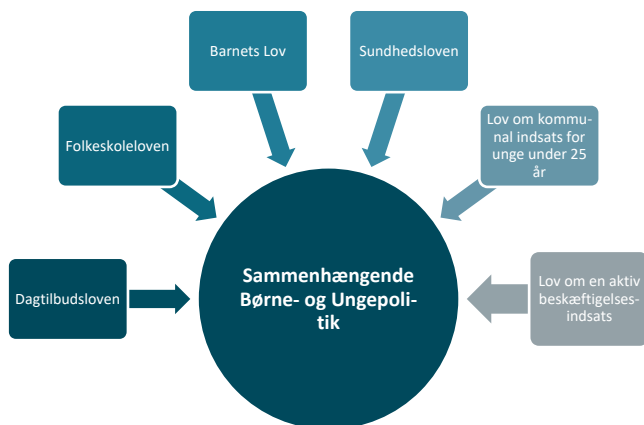 Barnets Lov
Sundhedsloven
Folkeskoleloven
Lov om kommu-
nal indsats for
unge under 25
år
Dagtilbudsloven
Sammenhængende
Børne- og Ungepoli-
tik
Lov om en aktiv
beskæftigelses-
indsats